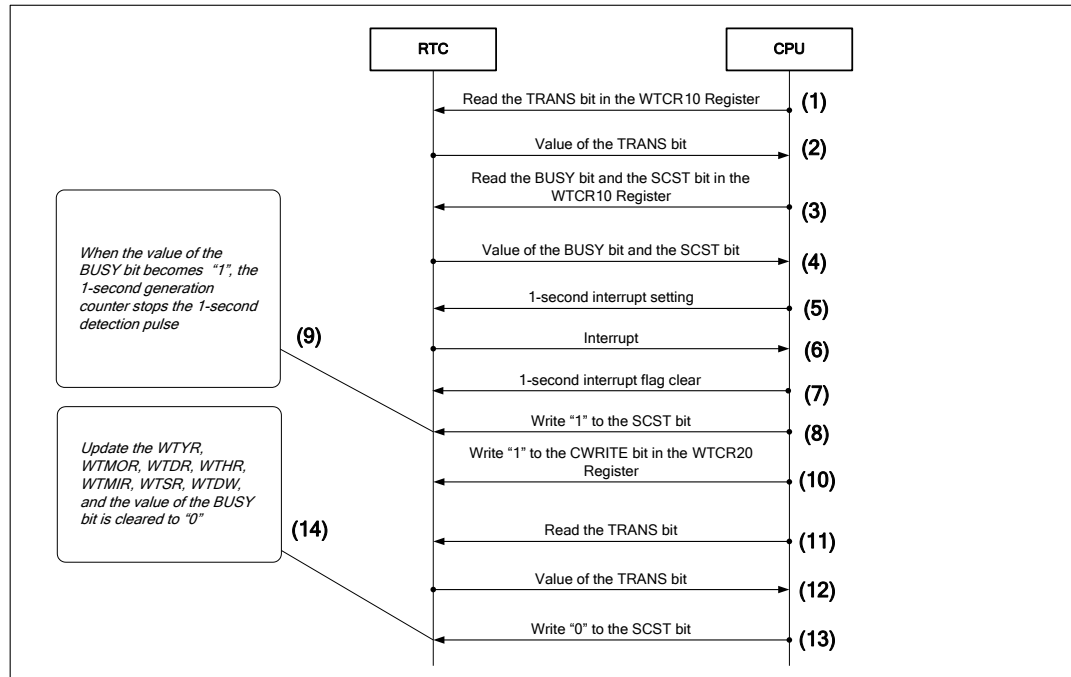 RTC
CPU
Read the TRANS bit in the WTCR10 Register
(1)
Value of the TRANS bit
(2)
Read the BUSY bit and the SCST bit in the
WTCR10 Register
(3)
Value of the BUSY bit and the SCST bit
(4)
1-second interrupt setting
(5)
Interrupt
(6)
1-second interrupt flag clear
(7)
Write “1” to the SCST bit
(8)
When the value of the
BUSY bit becomes “1”, the
1-second generation
counter stops the 1-second
detection pulse
(9)
Write “1” to the CWRITE bit in the WTCR20
Register
(10)
Read the TRANS bit
(11)
Value of the TRANS bit
(12)
Write “0” to the SCST bit
(13)
Update the WTYR,
WTMOR, WTDR, WTHR,
WTMIR, WTSR, WTDW,
and the value of the BUSY
bit is cleared to “0”
(14)